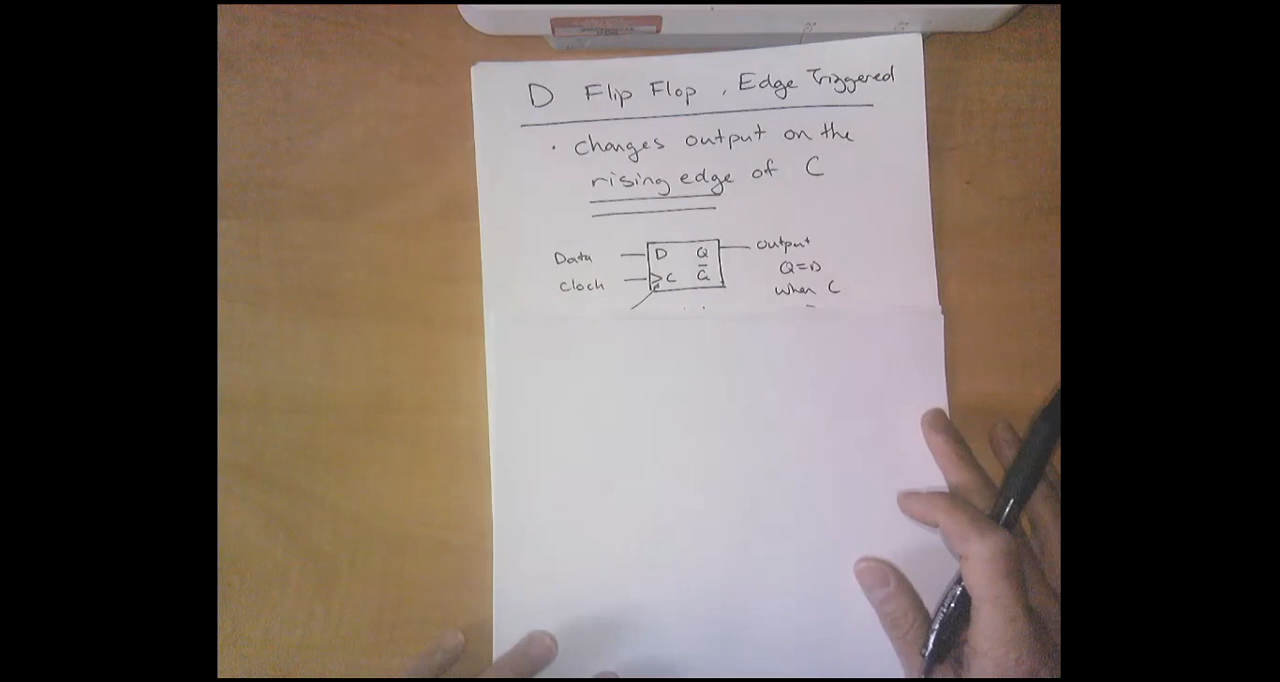 D Flip Flop, Edge Triggered
· changes output on the
rising edge of C
Data D Q output
Clock C Q̅ Q=D
when C